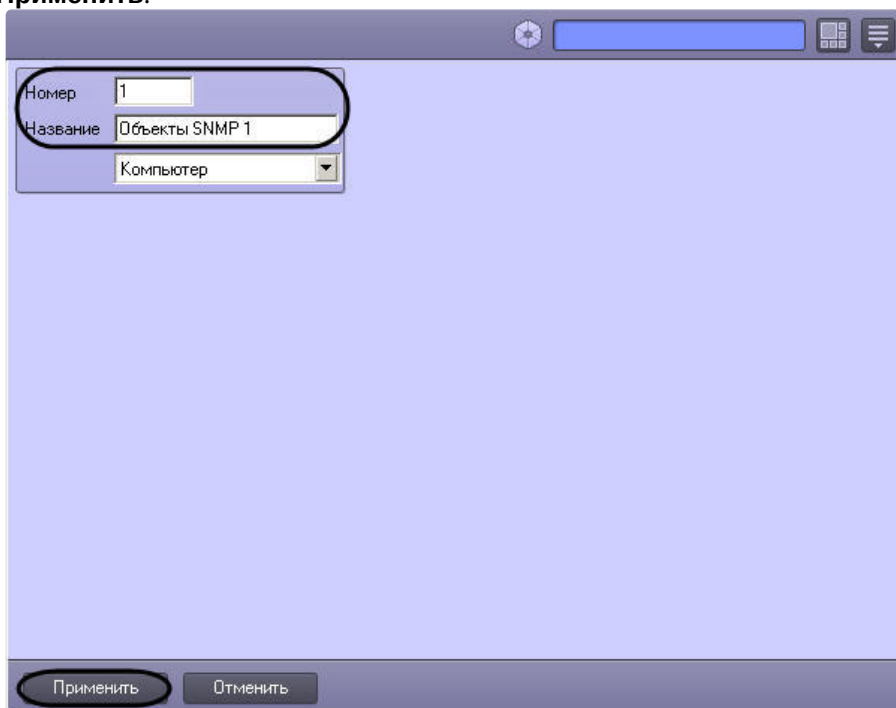 Применить.
Номер 1
Название Объекты SNMP 1
Компьютер
Применить Отменить